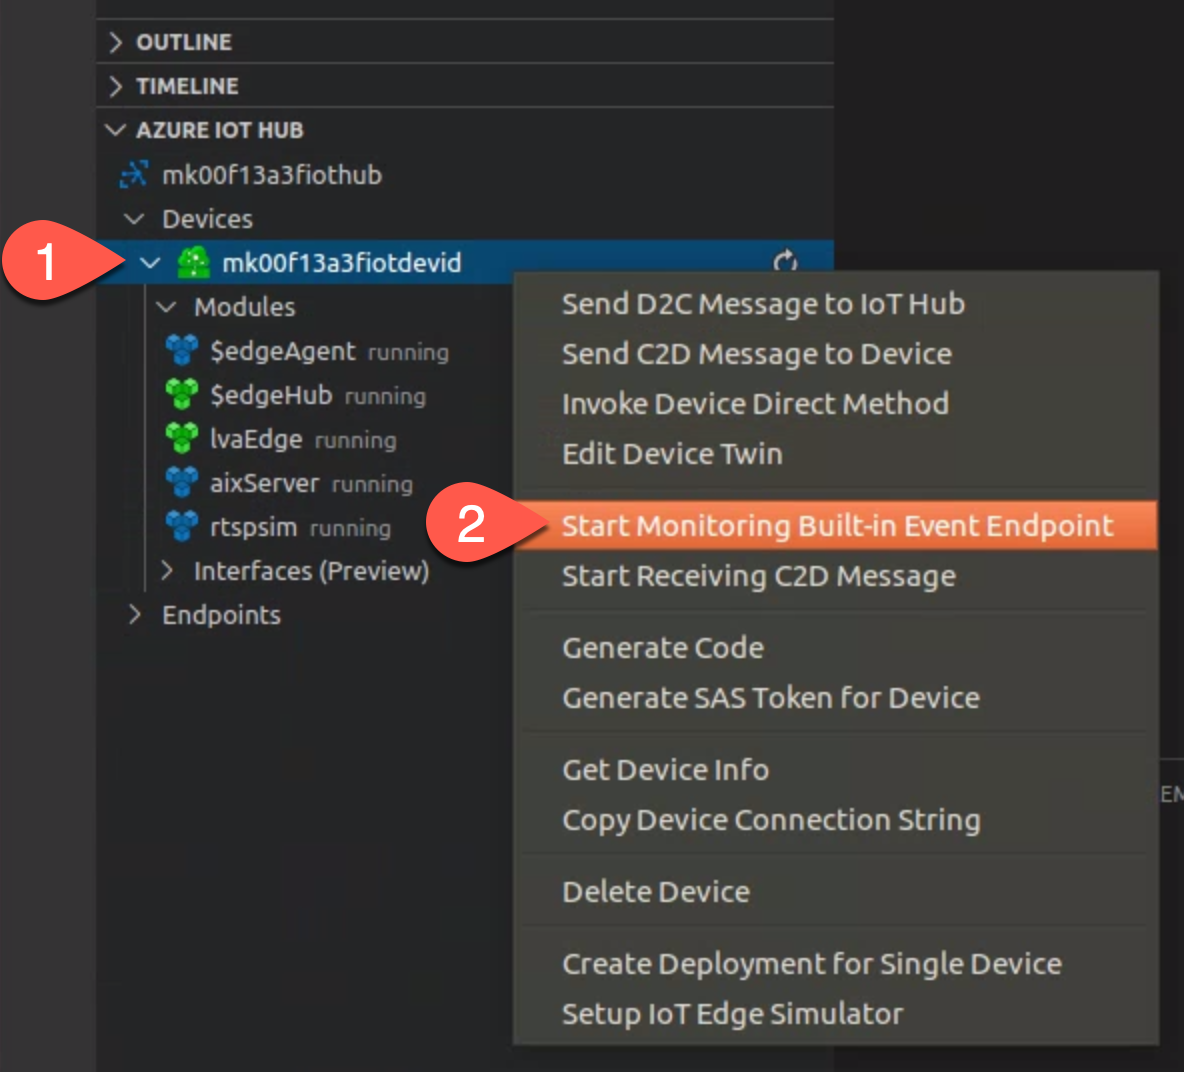 OUTLINE
TIMELINE
AZURE IOT HUB
mk00f13a3fiothub
Devices
1
mk00f13a3fiotdevid
Modules
$edgeAgent running
$edgeHub running
lvaEdge running
aixServer running
rtspsim running
Interfaces (Preview)
Endpoints
Send D2C Message to IoT Hub
Send C2D Message to Device
Invoke Device Direct Method
Edit Device Twin
2
Start Monitoring Built-in Event Endpoint
Start Receiving C2D Message
Generate Code
Generate SAS Token for Device
Get Device Info
Copy Device Connection String
Delete Device
Create Deployment for Single Device
Setup IoT Edge Simulator